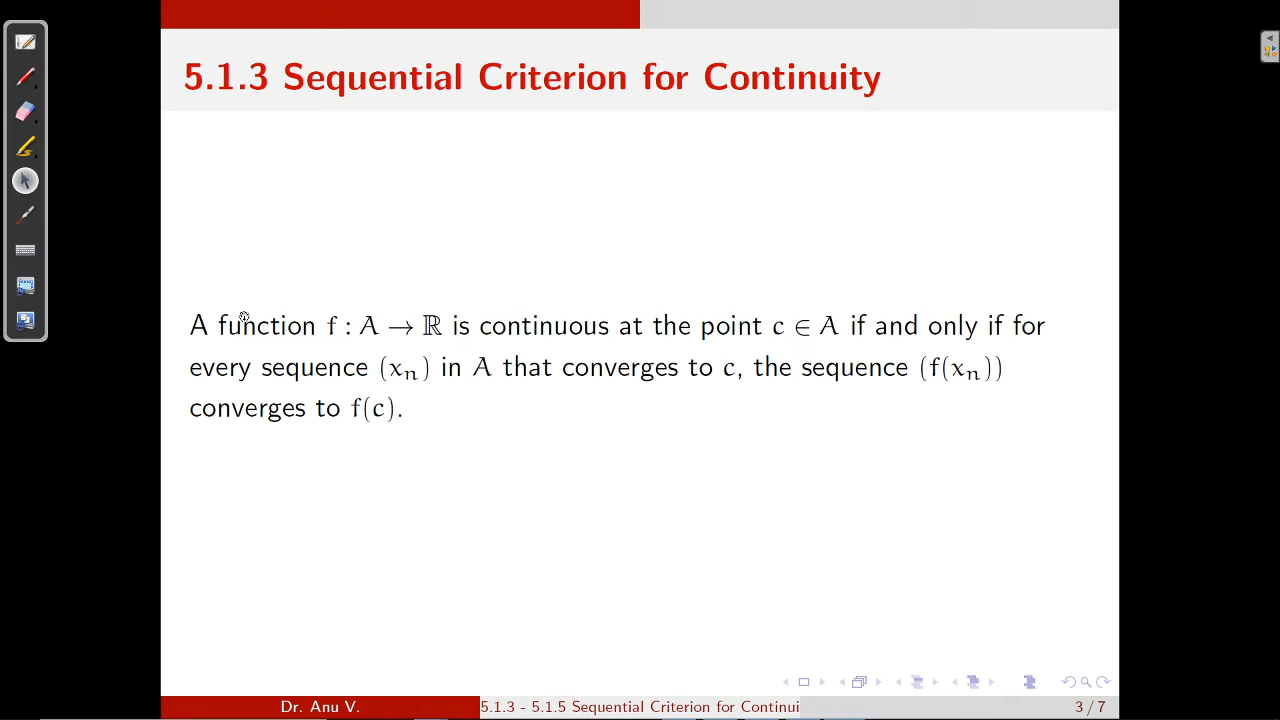 5.1.3 Sequential Criterion for Continuity
A function f : A → ℝ is continuous at the point c ∈ A if and only if for
every sequence (xₙ) in A that converges to c, the sequence (f(xₙ))
converges to f(c).
Dr. Anu V.
5.1.3 - 5.1.5 Sequential Criterion for Continui
3 / 7